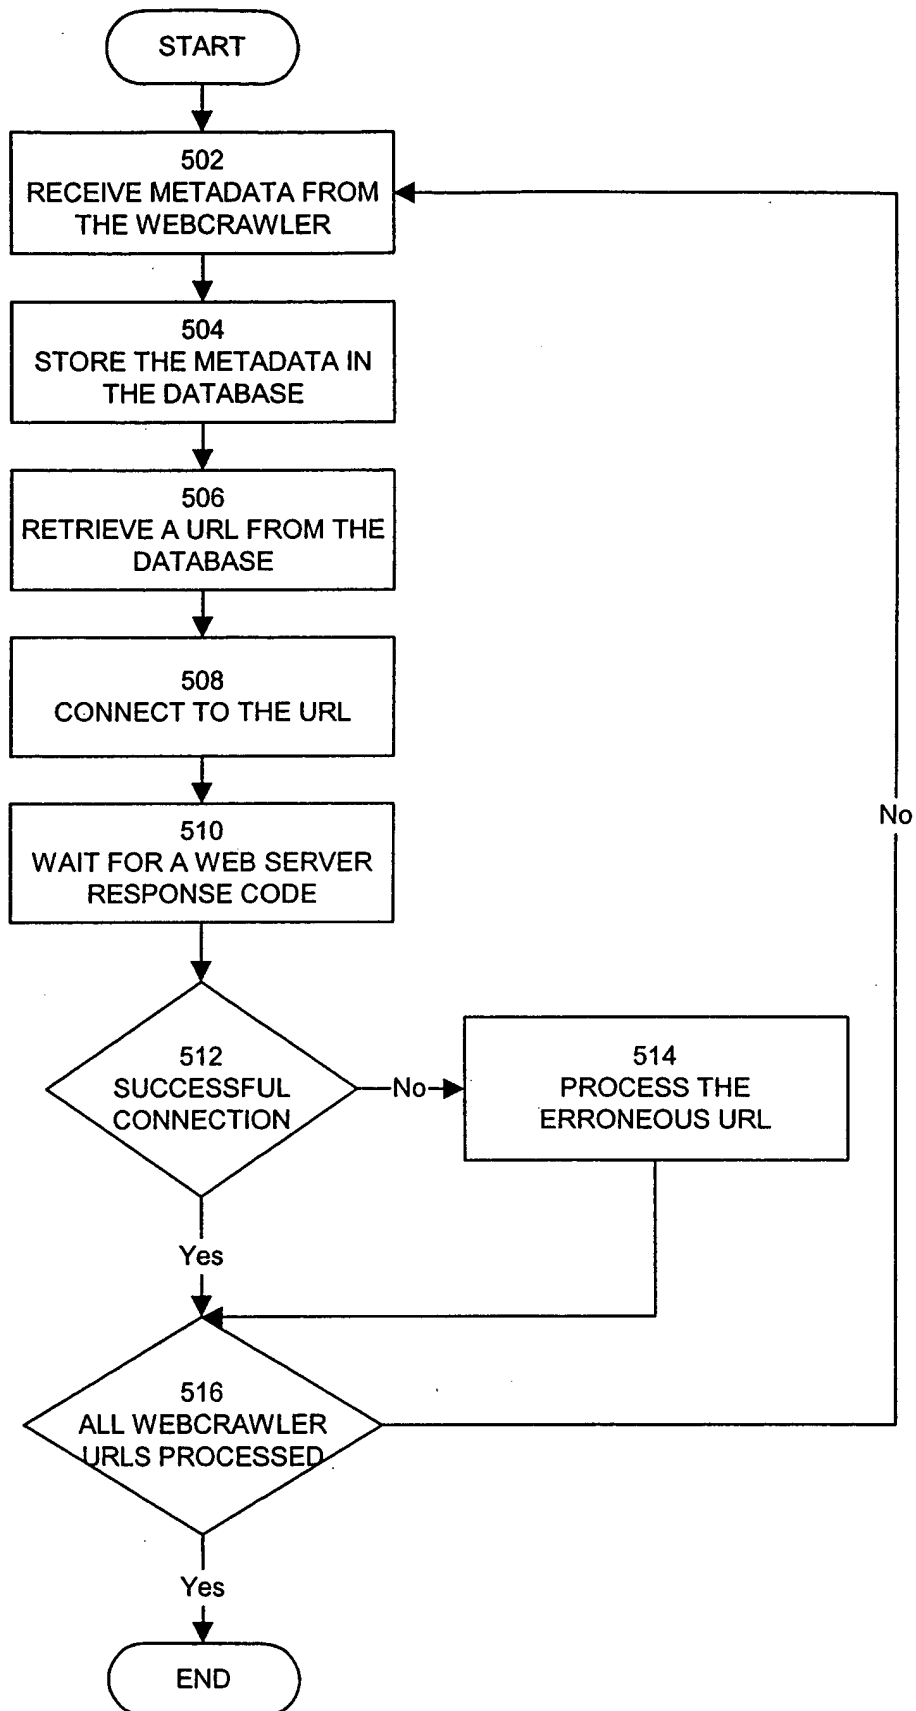 START
502
RECEIVE METADATA FROM
THE WEBCRAWLER
504
STORE THE METADATA IN
THE DATABASE
506
RETRIEVE A URL FROM THE
DATABASE
508
CONNECT TO THE URL
510
WAIT FOR A WEB SERVER
RESPONSE CODE
512
SUCCESSFUL
CONNECTION
No
514
PROCESS THE
ERRONEOUS URL
Yes
516
ALL WEBCRAWLER
URLS PROCESSED
No
Yes
END